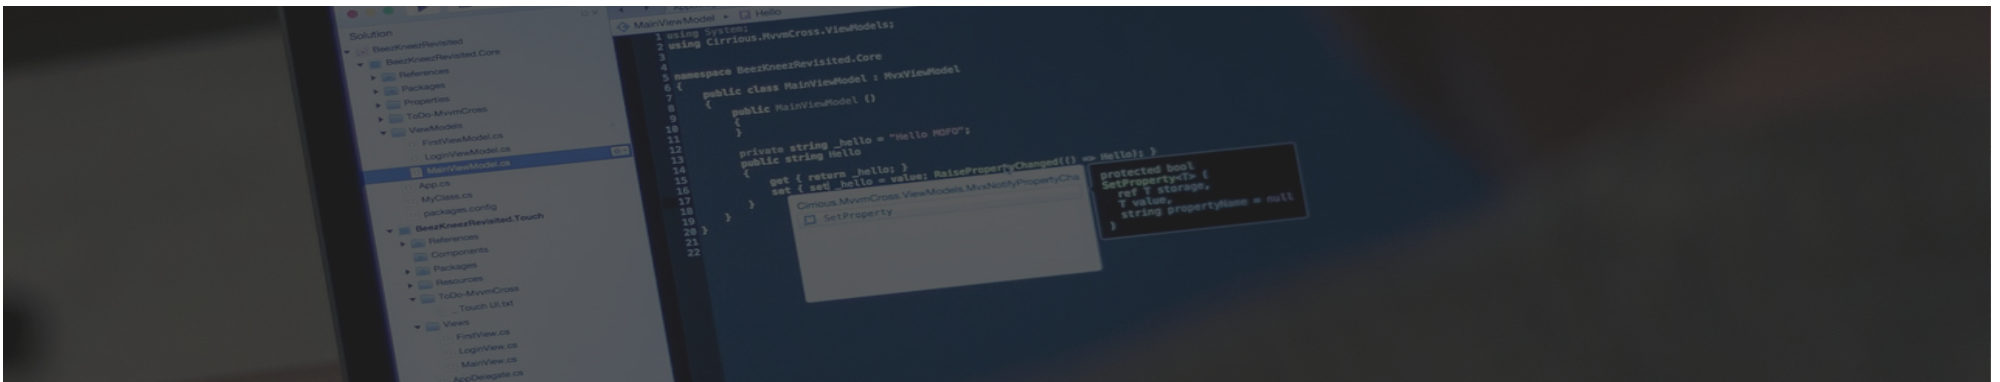 Solution
BeezKneezRevisited
BeezKneezRevisited.Core
References
Packages
Properties
ToDo-MvvmCross
ViewModels
FirstViewModel.cs
LoginViewModel.cs
MainViewModel.cs
App.cs
MyClass.cs
packages.config
BeezKneezRevisited.Touch
References
Components
Packages
Resources
ToDo-MvvmCross
_Touch UI.txt
Views
FirstView.cs
LoginView.cs
MainView.cs
AppDelegate.cs
MainViewModel ▸ Hello
1 using System;
2 using Cirrious.MvvmCross.ViewModels;
3
4
5 namespace BeezKneezRevisited.Core
6 {
7 public class MainViewModel : MvxViewModel
8 {
9 public MainViewModel ()
10 {
11 }
12 private string _hello = "Hello MOFO";
13 public string Hello
14 {
15 get { return _hello; }
16 set { set _hello = value; RaisePropertyChanged(() => Hello); }
17 }
18 }
19
20 }
21
22
Cirrious.MvvmCross.ViewModels.MvxNotifyPropertyCha
SetProperty
protected bool
SetProperty<T> (
ref T storage,
T value,
string propertyName = null
)